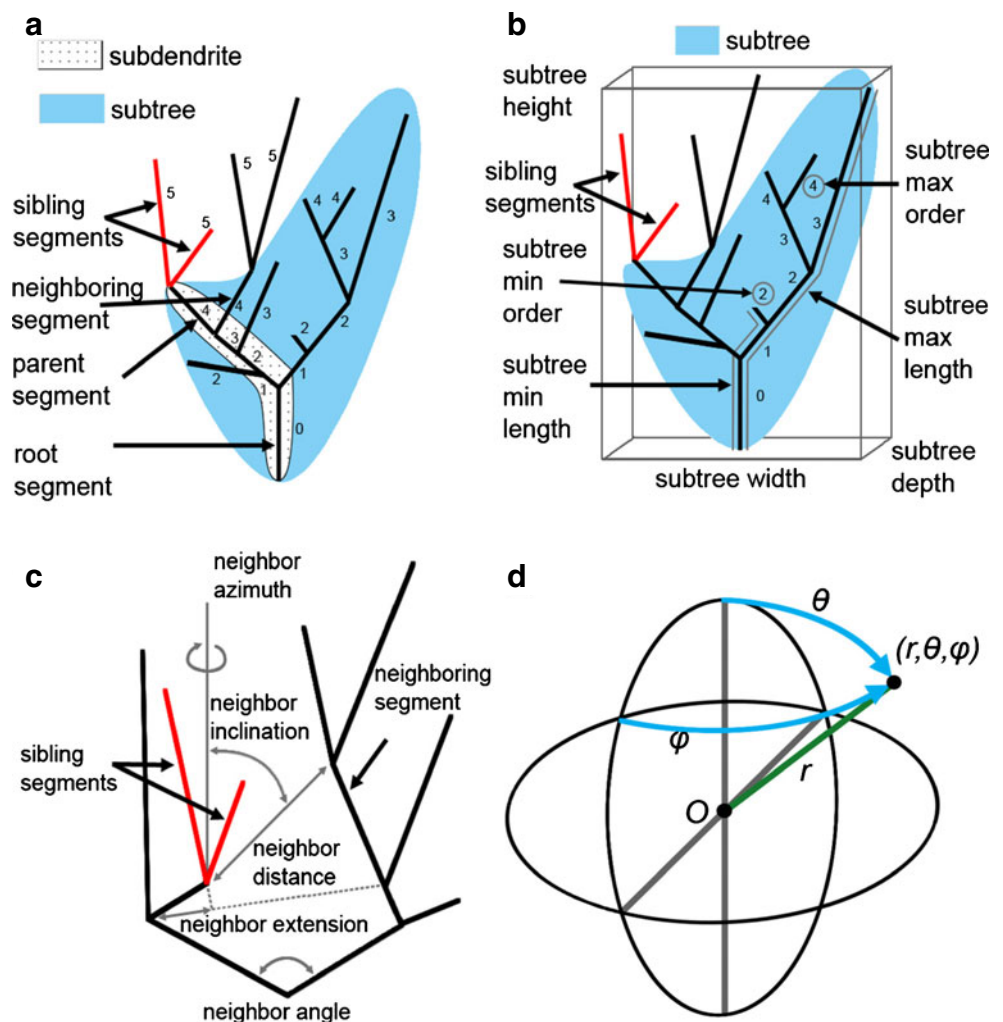 a
subdendrite
subtree
5
5
5
5
sibling
segments
4
4
3
3
neighboring
segment
4
4
3
3
2
2
2
parent
segment
2
1
1
0
root
segment
b
subtree
subtree
height
sibling
segments
4
4
3
3
subtree
max
order
subtree
min
order
2
2
1
subtree
max
length
subtree
min
length
0
subtree width
subtree
depth
c
neighbor
azimuth
neighboring
segment
neighbor
inclination
sibling
segments
neighbor
distance
neighbor extension
neighbor angle
d
θ
(r,θ,φ)
φ
r
O